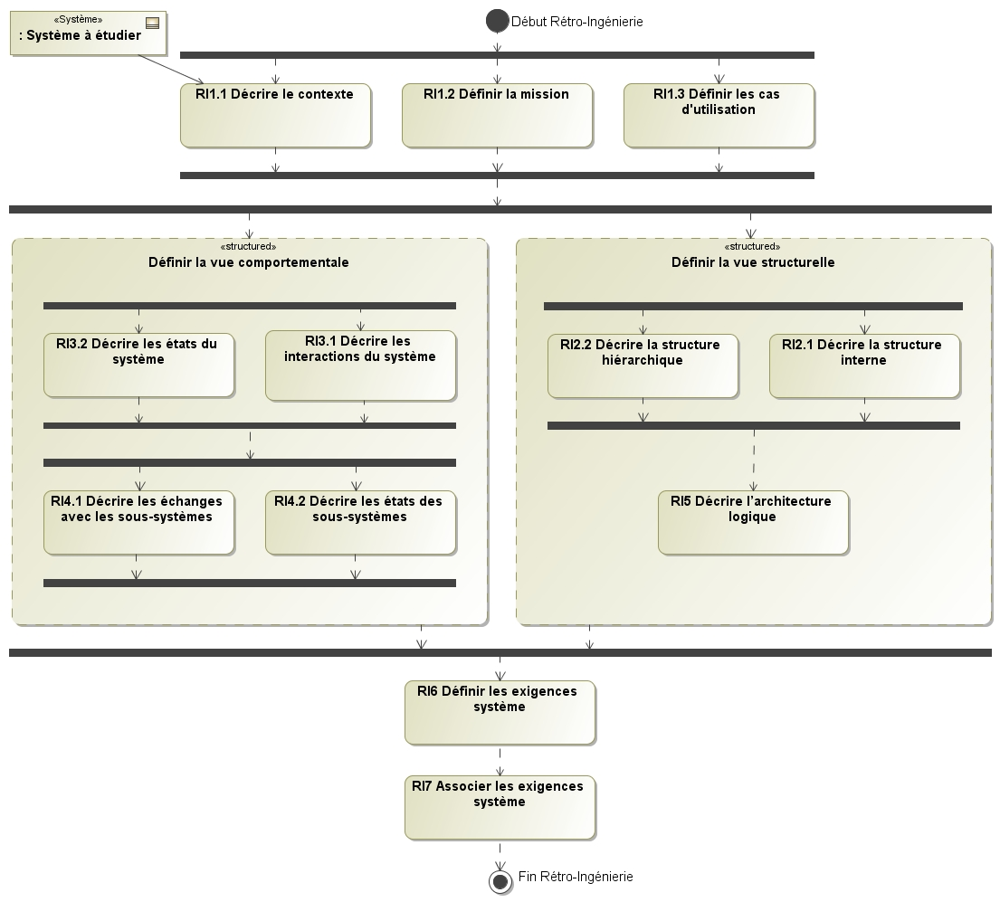 «Système»
: Système à étudier
Début Rétro-Ingénierie
RI1.1 Décrire le contexte
RI1.2 Définir la mission
RI1.3 Définir les cas
d'utilisation
«structured»
Définir la vue comportementale
«structured»
Définir la vue structurelle
RI3.2 Décrire les états du
système
RI3.1 Décrire les
interactions du système
RI2.2 Décrire la structure
hiérarchique
RI2.1 Décrire la structure
interne
RI4.1 Décrire les échanges
avec les sous-systèmes
RI4.2 Décrire les états des
sous-systèmes
RI5 Décrire l’architecture
logique
RI6 Définir les exigences
système
RI7 Associer les exigences
système
Fin Rétro-Ingénierie